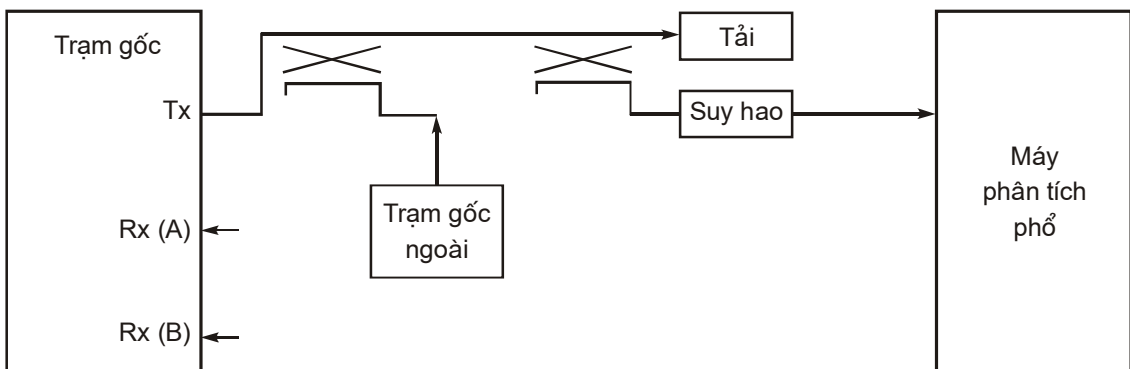 Trạm gốc
Tải
Tx
Suy hao
Máy
phân tích
phổ
Trạm gốc
ngoài
Rx (A)
Rx (B)